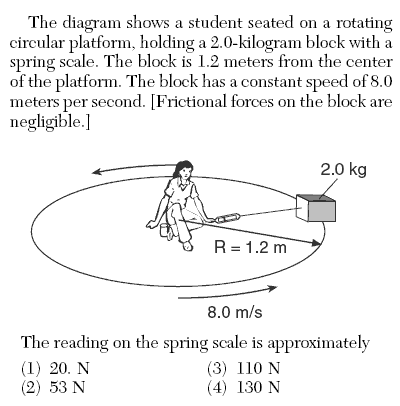 The diagram shows a student seated on a rotating
circular platform, holding a 2.0-kilogram block with a
spring scale. The block is 1.2 meters from the center
of the platform. The block has a constant speed of 8.0
meters per second. [Frictional forces on the block are
negligible.]
2.0 kg
R = 1.2 m
8.0 m/s
The reading on the spring scale is approximately
(1) 20. N (3) 110 N
(2) 53 N (4) 130 N